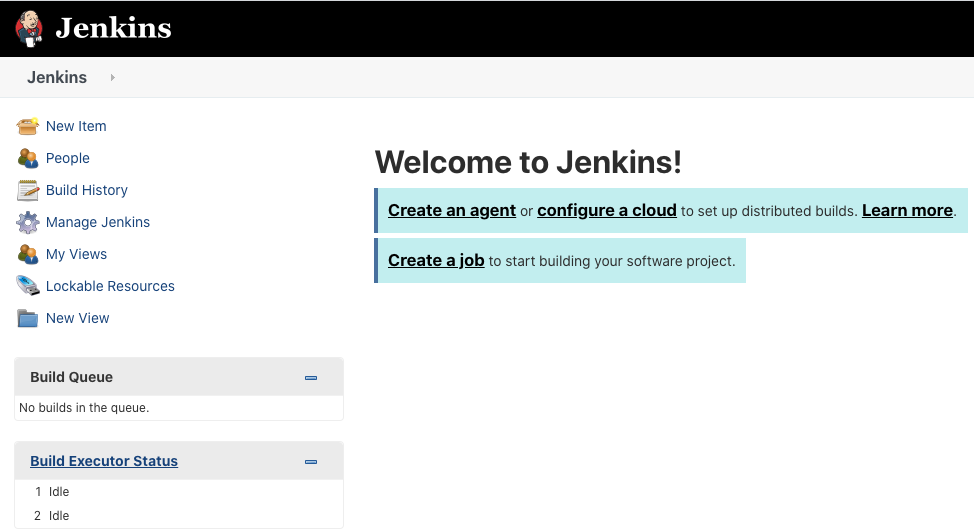 Jenkins
Jenkins
New Item
People
Build History
Manage Jenkins
My Views
Lockable Resources
New View
Build Queue
No builds in the queue.
Build Executor Status
1 Idle
2 Idle
Welcome to Jenkins!
Create an agent or configure a cloud to set up distributed builds. Learn more.
Create a job to start building your software project.